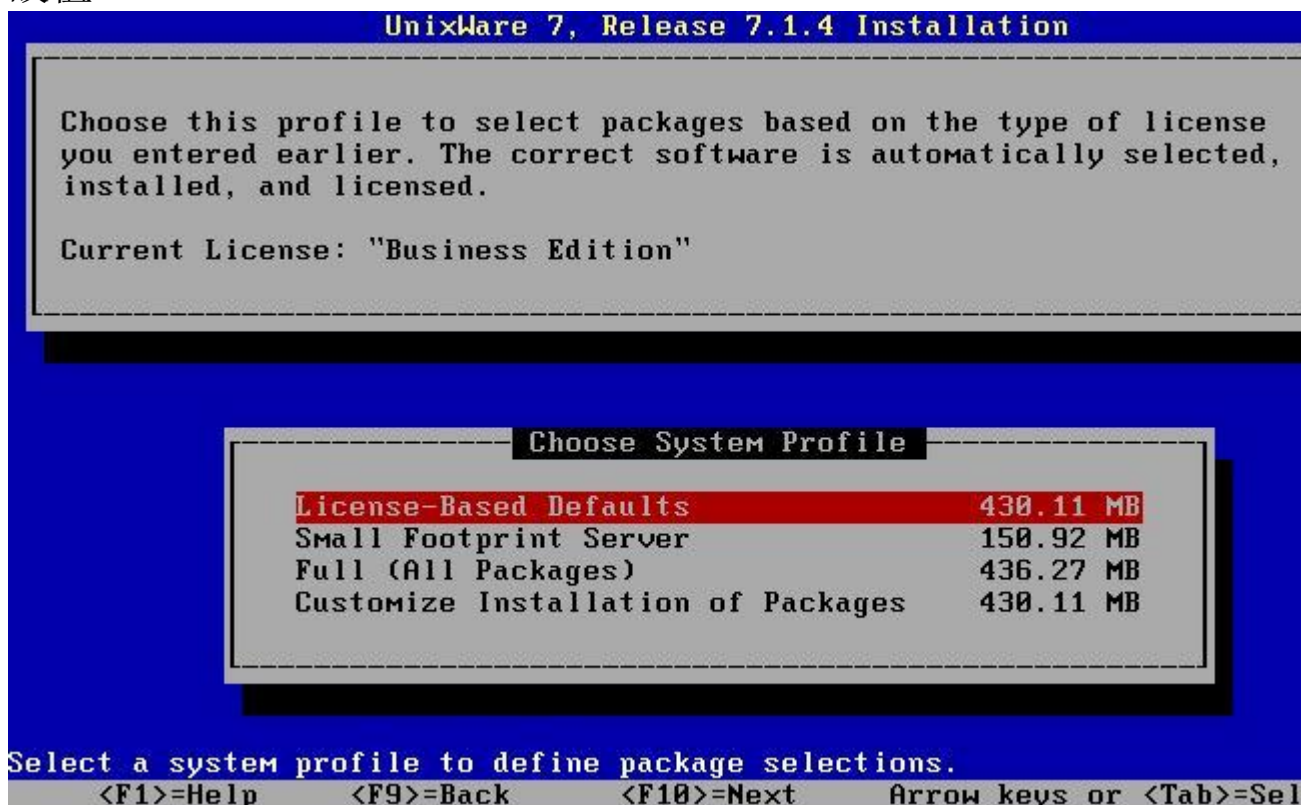 UnixWare 7, Release 7.1.4 Installation
Choose this profile to select packages based on the type of license
you entered earlier. The correct software is automatically selected,
installed, and licensed.
Current License: "Business Edition"
Choose System Profile
License-Based Defaults 430.11 MB
Small Footprint Server 150.92 MB
Full (All Packages) 436.27 MB
Customize Installation of Packages 430.11 MB
Select a system profile to define package selections.
<F1>=Help <F9>=Back <F10>=Next Arrow keys or <Tab>=Sel